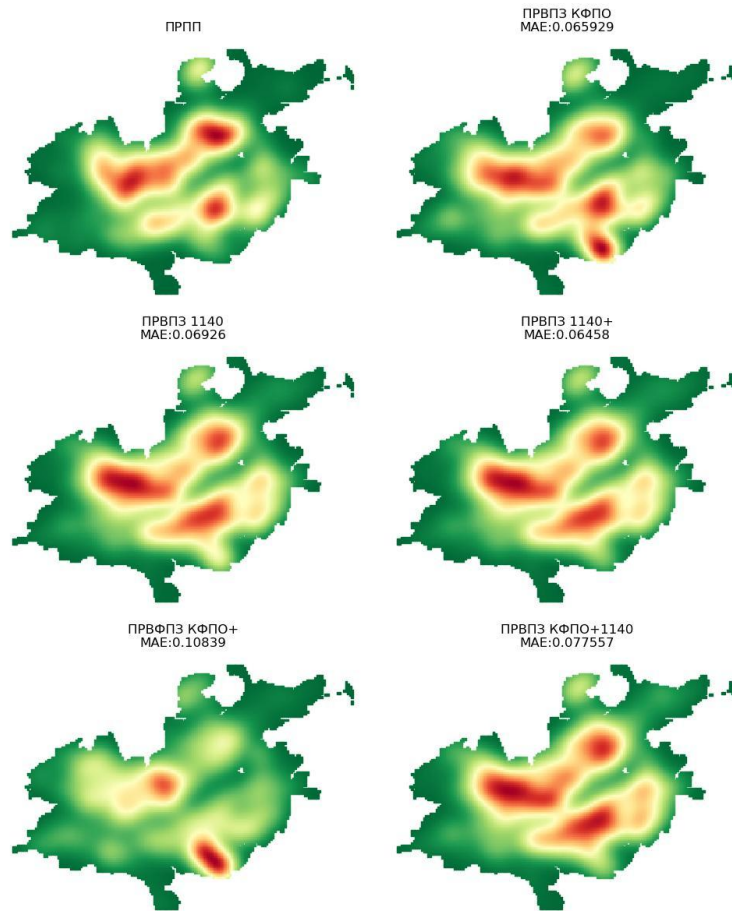 ПРПП
ПРВПЗ КФПО
MAE:0.065929
ПРВПЗ 1140
MAE:0.06926
ПРВПЗ 1140+
MAE:0.06458
ПРВФПЗ КФПО+
MAE:0.10839
ПРВПЗ КФПО+1140
MAE:0.077557